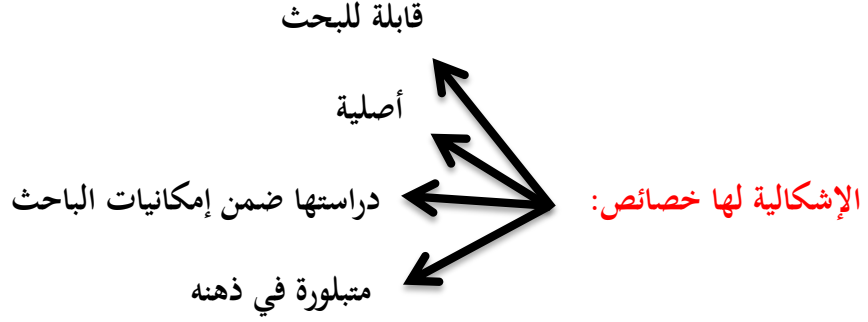 قابلة للبحث
أصلية
الإشكالية لها خصائص:
دراستها ضمن إمكانيات الباحث
متبلورة في ذهنه